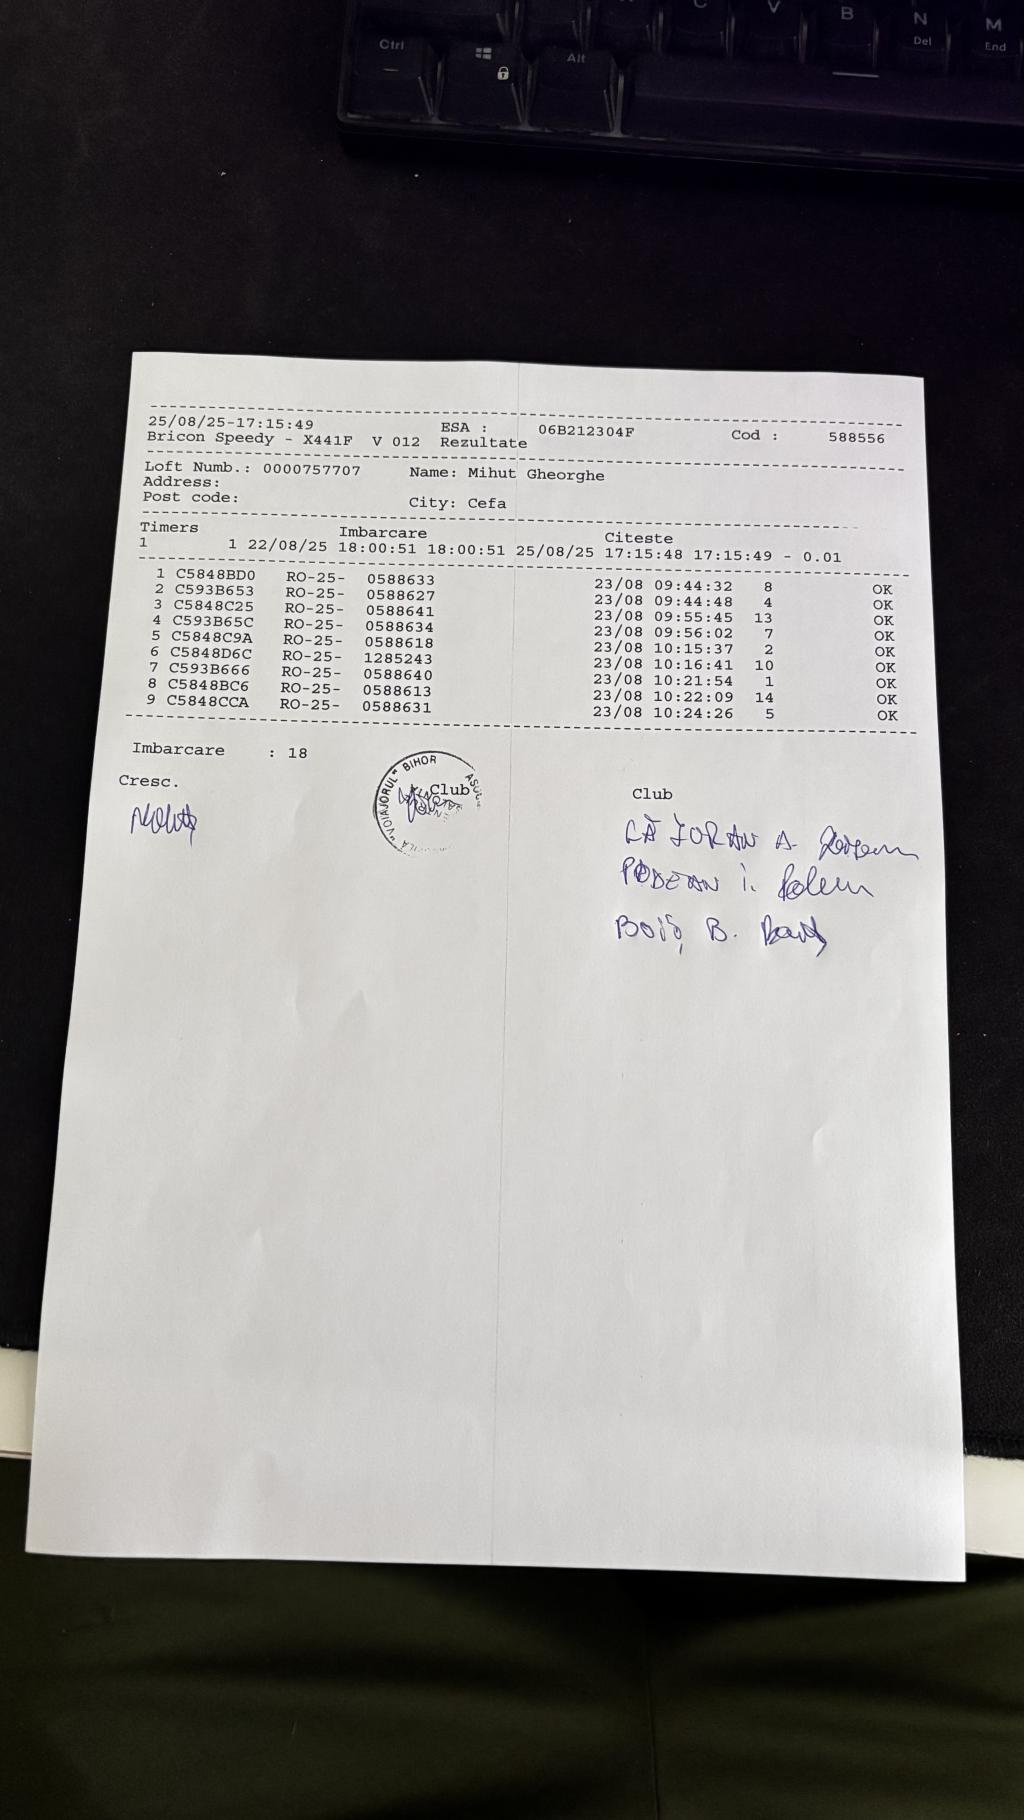 C V B N M
Ctrl Alt Del End
25/08/25-17:15:49 ESA : 06B212304F Cod : 588556
Bricon Speedy - X441F V 012 Rezultate
Loft Numb.: 0000757707 Name: Mihut Gheorghe
Address:
Post code: City: Cefa
Timers Imbarcare Citeste
1 1 22/08/25 18:00:51 18:00:51 25/08/25 17:15:48 17:15:49 - 0.01
1 C5848BD0 RO-25- 0588633 23/08 09:44:32 8 OK
2 C593B653 RO-25- 0588627 23/08 09:44:48 4 OK
3 C5848C25 RO-25- 0588641 23/08 09:55:45 13 OK
4 C593B65C RO-25- 0588634 23/08 09:56:02 7 OK
5 C5848C9A RO-25- 0588618 23/08 10:15:37 2 OK
6 C5848D6C RO-25- 1285243 23/08 10:16:41 10 OK
7 C593B666 RO-25- 0588640 23/08 10:21:54 1 OK
8 C5848BC6 RO-25- 0588613 23/08 10:22:09 14 OK
9 C5848CCA RO-25- 0588631 23/08 10:24:26 5 OK
Imbarcare : 18
Cresc. Club Club
"VOIAJORUL" BIHOR
A.
I.
B.